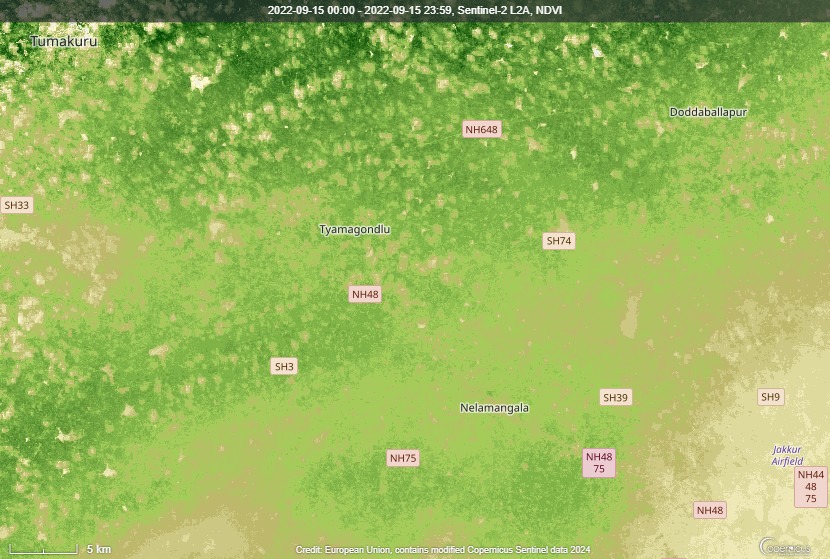 2022-09-15 00:00 - 2022-09-15 23:59, Sentinel-2 L2A, NDVI
Tumakuru
Doddaballapur
NH648
SH33
Tyamagondlu
SH74
NH48
SH3
SH39
SH9
Nelamangala
NH75
NH48
75
Jakkur
Airfield
NH44
48
75
NH48
5 km
Credit: European Union, contains modified Copernicus Sentinel data 2024
opernicus